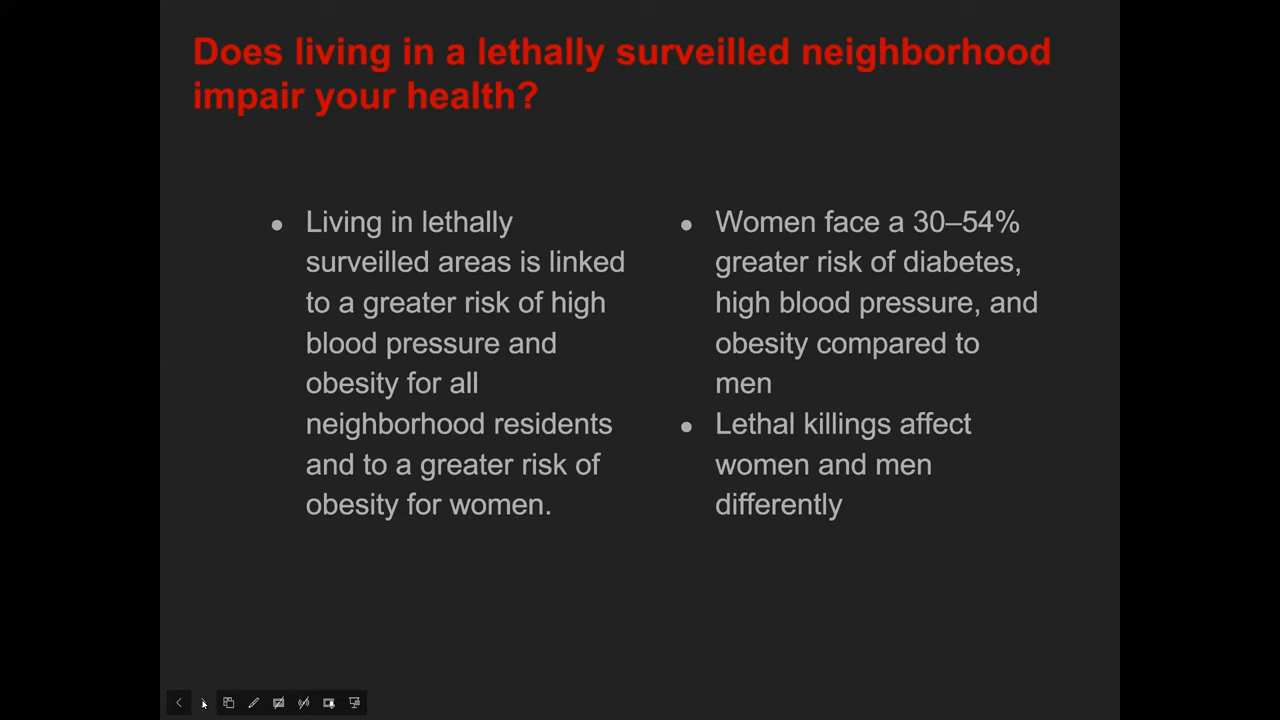 Does living in a lethally surveilled neighborhood
impair your health?
● Living in lethally
surveilled areas is linked
to a greater risk of high
blood pressure and
obesity for all
neighborhood residents
and to a greater risk of
obesity for women.
● Women face a 30–54%
greater risk of diabetes,
high blood pressure, and
obesity compared to
men
● Lethal killings affect
women and men
differently